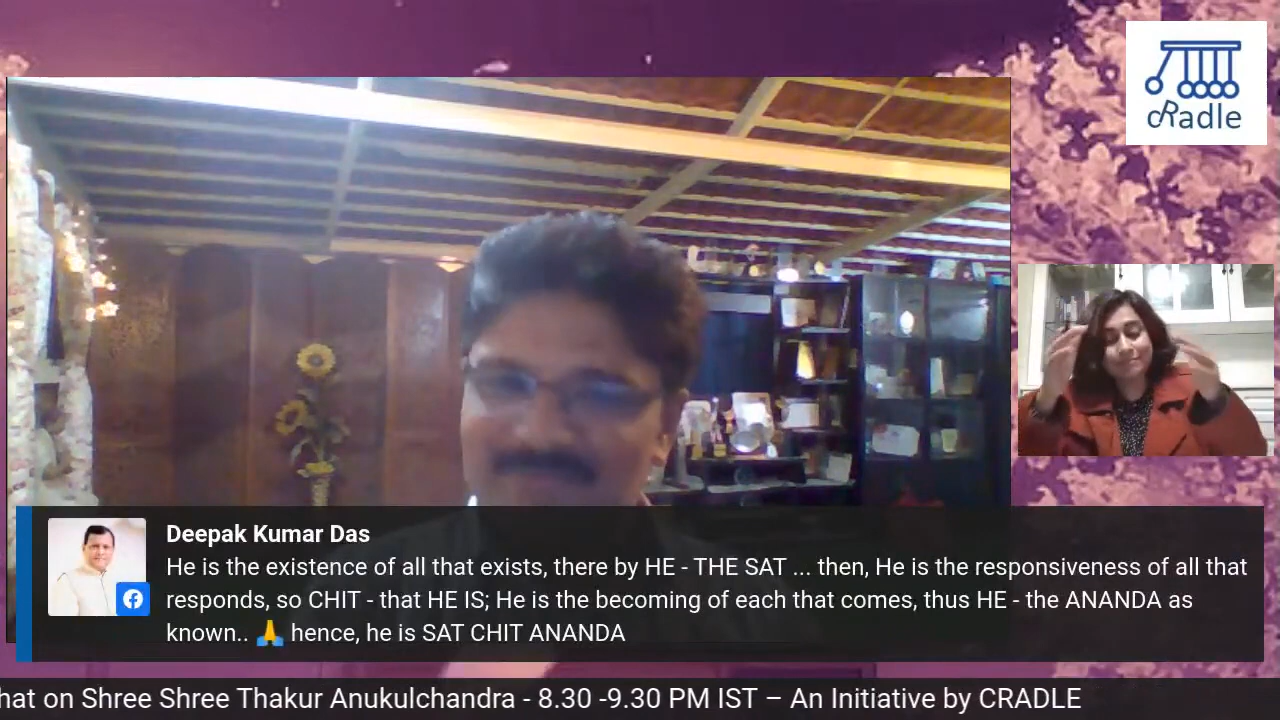 cRadle
Deepak Kumar Das
He is the existence of all that exists, there by HE - THE SAT ... then, He is the responsiveness of all that
responds, so CHIT - that HE IS; He is the becoming of each that comes, thus HE - the ANANDA as
known.. 🙏 hence, he is SAT CHIT ANANDA
hat on Shree Shree Thakur Anukulchandra - 8.30 -9.30 PM IST – An Initiative by CRADLE